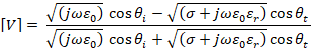 ⌈V⌉ = (√(jωε₀) cos θᵢ − √(σ + jωε₀εᵣ) cos θₜ) / (√(jωε₀) cos θᵢ + √(σ + jωε₀εᵣ) cos θₜ)